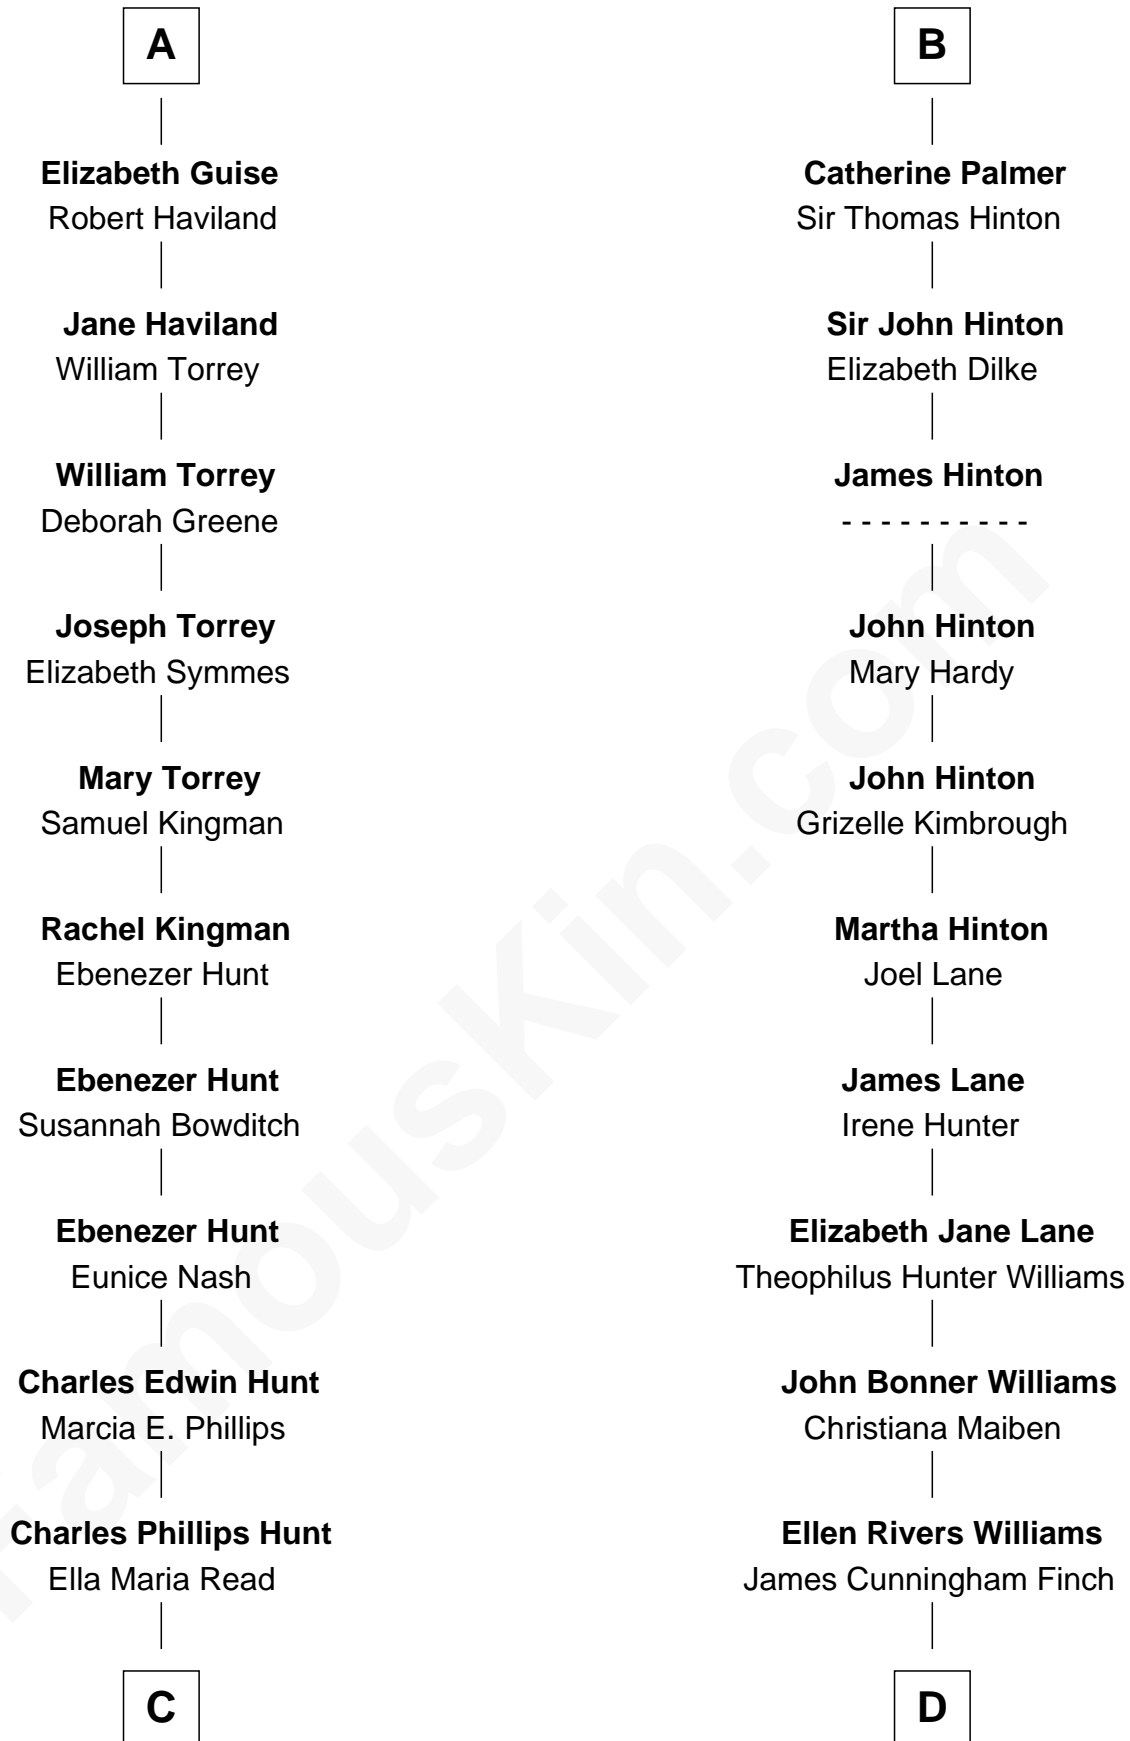 A
Elizabeth Guise
Robert Haviland
Jane Haviland
William Torrey
William Torrey
Deborah Greene
Joseph Torrey
Elizabeth Symmes
Mary Torrey
Samuel Kingman
Rachel Kingman
Ebenezer Hunt
Ebenezer Hunt
Susannah Bowditch
Ebenezer Hunt
Eunice Nash
Charles Edwin Hunt
Marcia E. Phillips
Charles Phillips Hunt
Ella Maria Read
C
B
Catherine Palmer
Sir Thomas Hinton
Sir John Hinton
Elizabeth Dilke
James Hinton
- - - - - - - - - -
John Hinton
Mary Hardy
John Hinton
Grizelle Kimbrough
Martha Hinton
Joel Lane
James Lane
Irene Hunter
Elizabeth Jane Lane
Theophilus Hunter Williams
John Bonner Williams
Christiana Maiben
Ellen Rivers Williams
James Cunningham Finch
D
FamousKin.com